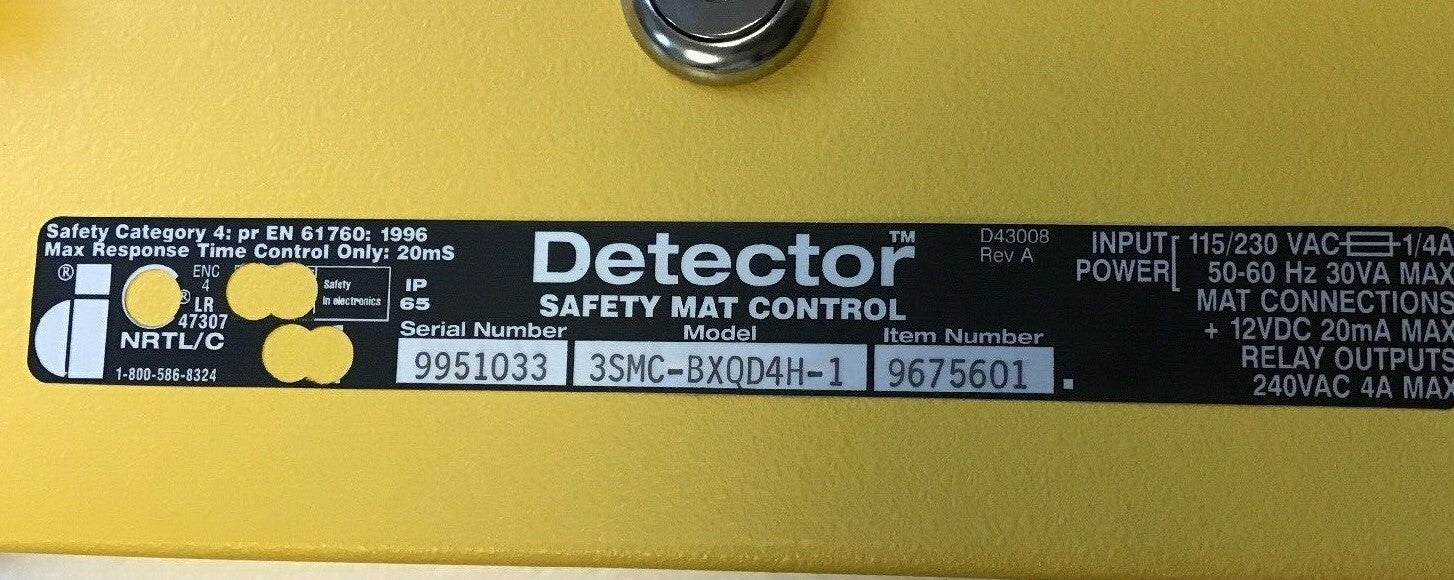 Safety Category 4: pr EN 61760: 1996
Max Response Time Control Only: 20mS
®
ENC
4
® LR
47307
NRTL/C
1-800-586-8324
Safety
In electronics
IP
65
Detector™
SAFETY MAT CONTROL
D43008
Rev A
Serial Number
9951033
Model
3SMC-BXQD4H-1
Item Number
9675601
INPUT POWER [ 115/230 VAC 1/4A
50-60 Hz 30VA MAX
MAT CONNECTIONS
+ 12VDC 20mA MAX
RELAY OUTPUTS
240VAC 4A MAX